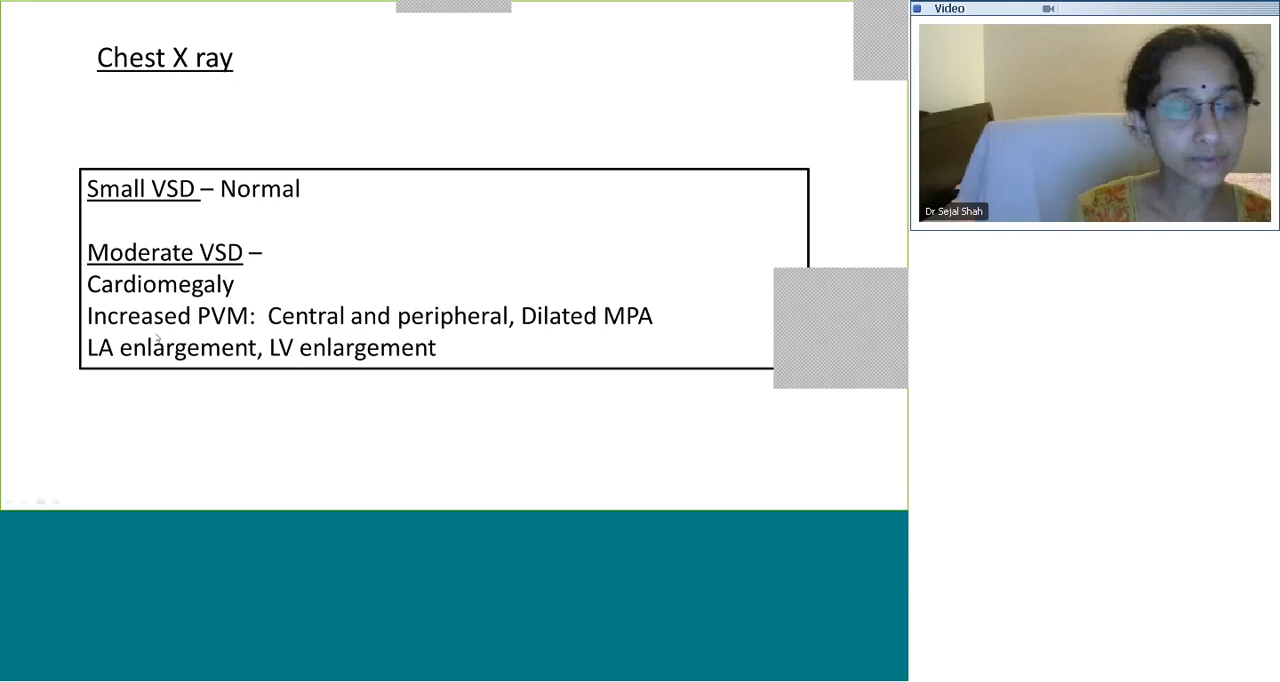 Chest X ray
Small VSD – Normal
Moderate VSD –
Cardiomegaly
Increased PVM: Central and peripheral, Dilated MPA
LA enlargement, LV enlargement
Video
Dr Sejal Shah